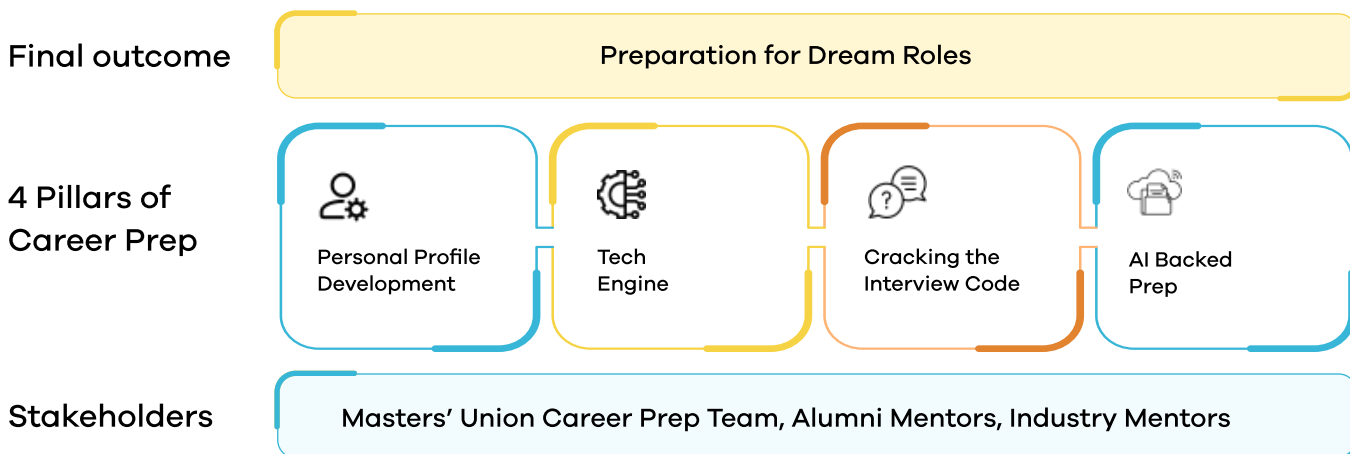 Final outcome
Preparation for Dream Roles
4 Pillars of
Career Prep
Personal Profile
Development
Tech
Engine
Cracking the
Interview Code
AI Backed
Prep
Stakeholders
Masters’ Union Career Prep Team, Alumni Mentors, Industry Mentors